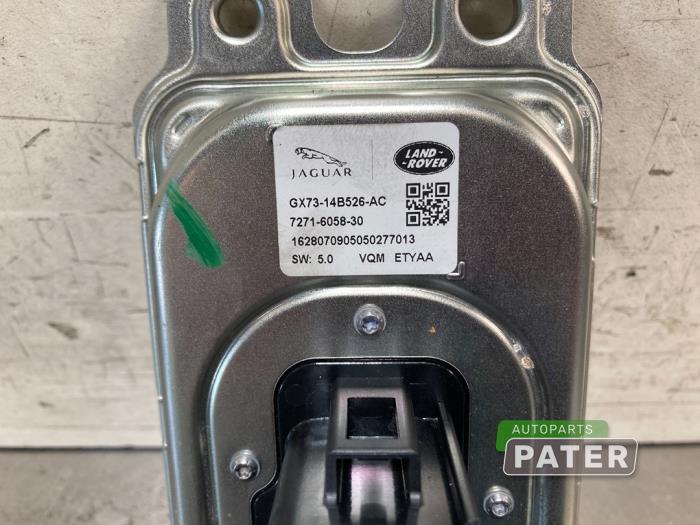 JAGUAR
LAND-
-ROVER
GX73-14B526-AC
7271-6058-30
1628070905050277013
SW: 5.0 VQM ETYAA
AUTOPARTS
PATER